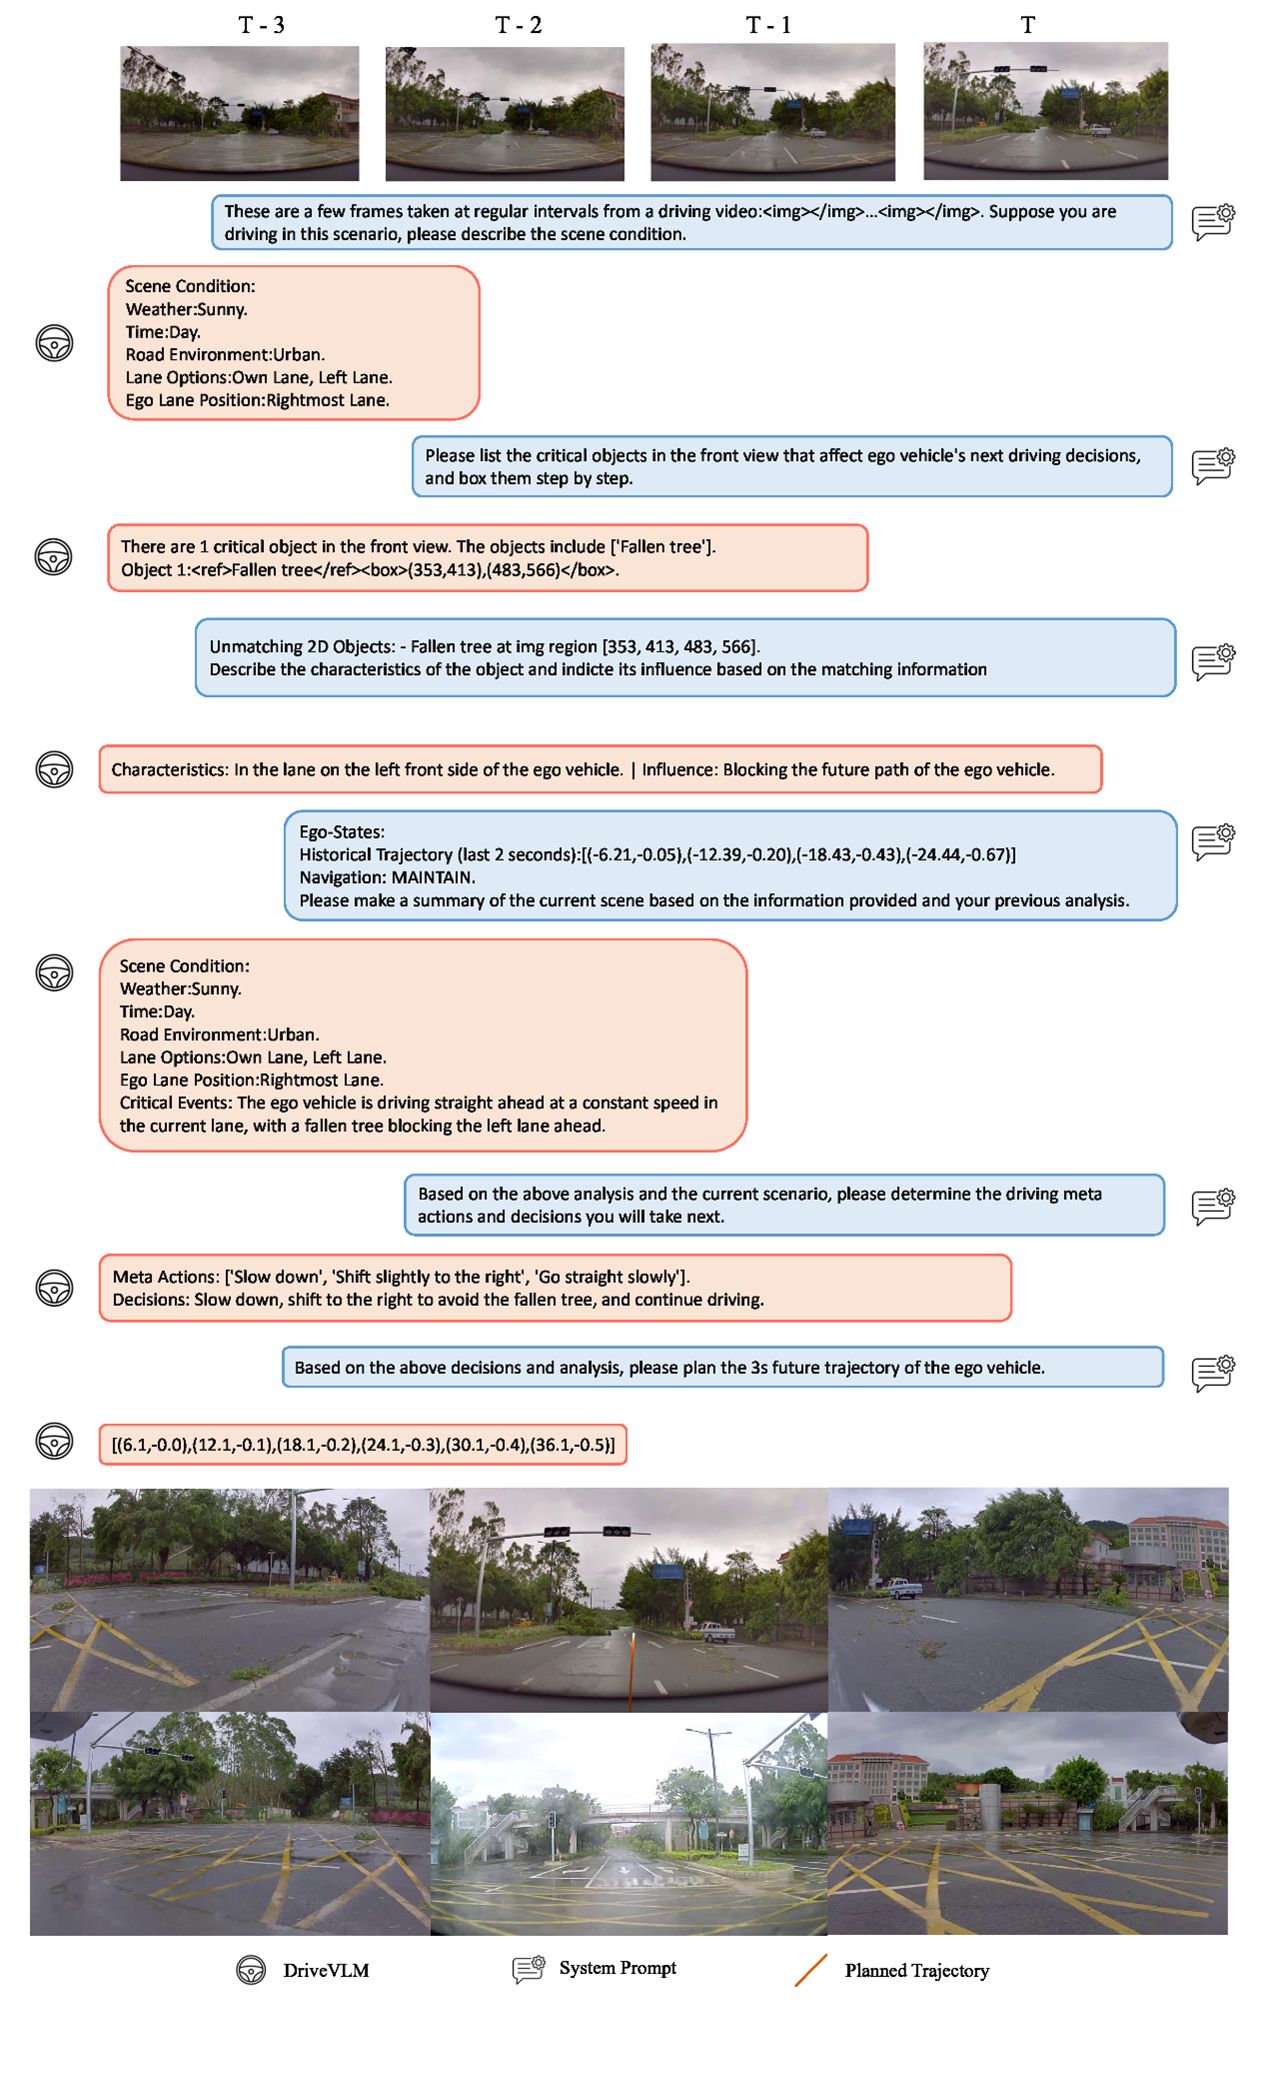 T - 3
T - 2
T - 1
T
These are a few frames taken at regular intervals from a driving video:<img></img>...<img></img>. Suppose you are
driving in this scenario, please describe the scene condition.
Scene Condition:
Weather:Sunny.
Time:Day.
Road Environment:Urban.
Lane Options:Own Lane, Left Lane.
Ego Lane Position:Rightmost Lane.
Please list the critical objects in the front view that affect ego vehicle's next driving decisions,
and box them step by step.
There are 1 critical object in the front view. The objects include ['Fallen tree'].
Object 1:<ref>Fallen tree</ref><box>(353,413),(483,566)</box>.
Unmatching 2D Objects: - Fallen tree at img region [353, 413, 483, 566].
Describe the characteristics of the object and indicte its influence based on the matching information
Characteristics: In the lane on the left front side of the ego vehicle. | Influence: Blocking the future path of the ego vehicle.
Ego-States:
Historical Trajectory (last 2 seconds):[(-6.21,-0.05),(-12.39,-0.20),(-18.43,-0.43),(-24.44,-0.67)]
Navigation: MAINTAIN.
Please make a summary of the current scene based on the information provided and your previous analysis.
Scene Condition:
Weather:Sunny.
Time:Day.
Road Environment:Urban.
Lane Options:Own Lane, Left Lane.
Ego Lane Position:Rightmost Lane.
Critical Events: The ego vehicle is driving straight ahead at a constant speed in
the current lane, with a fallen tree blocking the left lane ahead.
Based on the above analysis and the current scenario, please determine the driving meta
actions and decisions you will take next.
Meta Actions: ['Slow down', 'Shift slightly to the right', 'Go straight slowly'].
Decisions: Slow down, shift to the right to avoid the fallen tree, and continue driving.
Based on the above decisions and analysis, please plan the 3s future trajectory of the ego vehicle.
[(6.1,-0.0),(12.1,-0.1),(18.1,-0.2),(24.1,-0.3),(30.1,-0.4),(36.1,-0.5)]
DriveVLM
System Prompt
Planned Trajectory